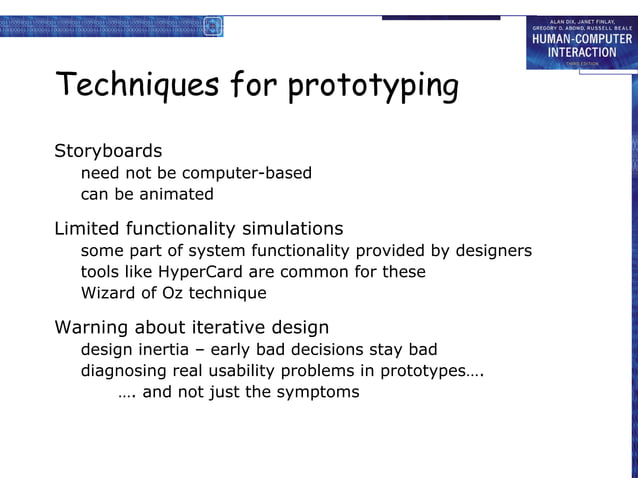 ALAN DIX, JANET FINLAY,
GREGORY D. ABOWD, RUSSELL BEALE
HUMAN-COMPUTER
INTERACTION
THIRD EDITION
Techniques for prototyping
Storyboards
need not be computer-based
can be animated
Limited functionality simulations
some part of system functionality provided by designers
tools like HyperCard are common for these
Wizard of Oz technique
Warning about iterative design
design inertia – early bad decisions stay bad
diagnosing real usability problems in prototypes….
…. and not just the symptoms